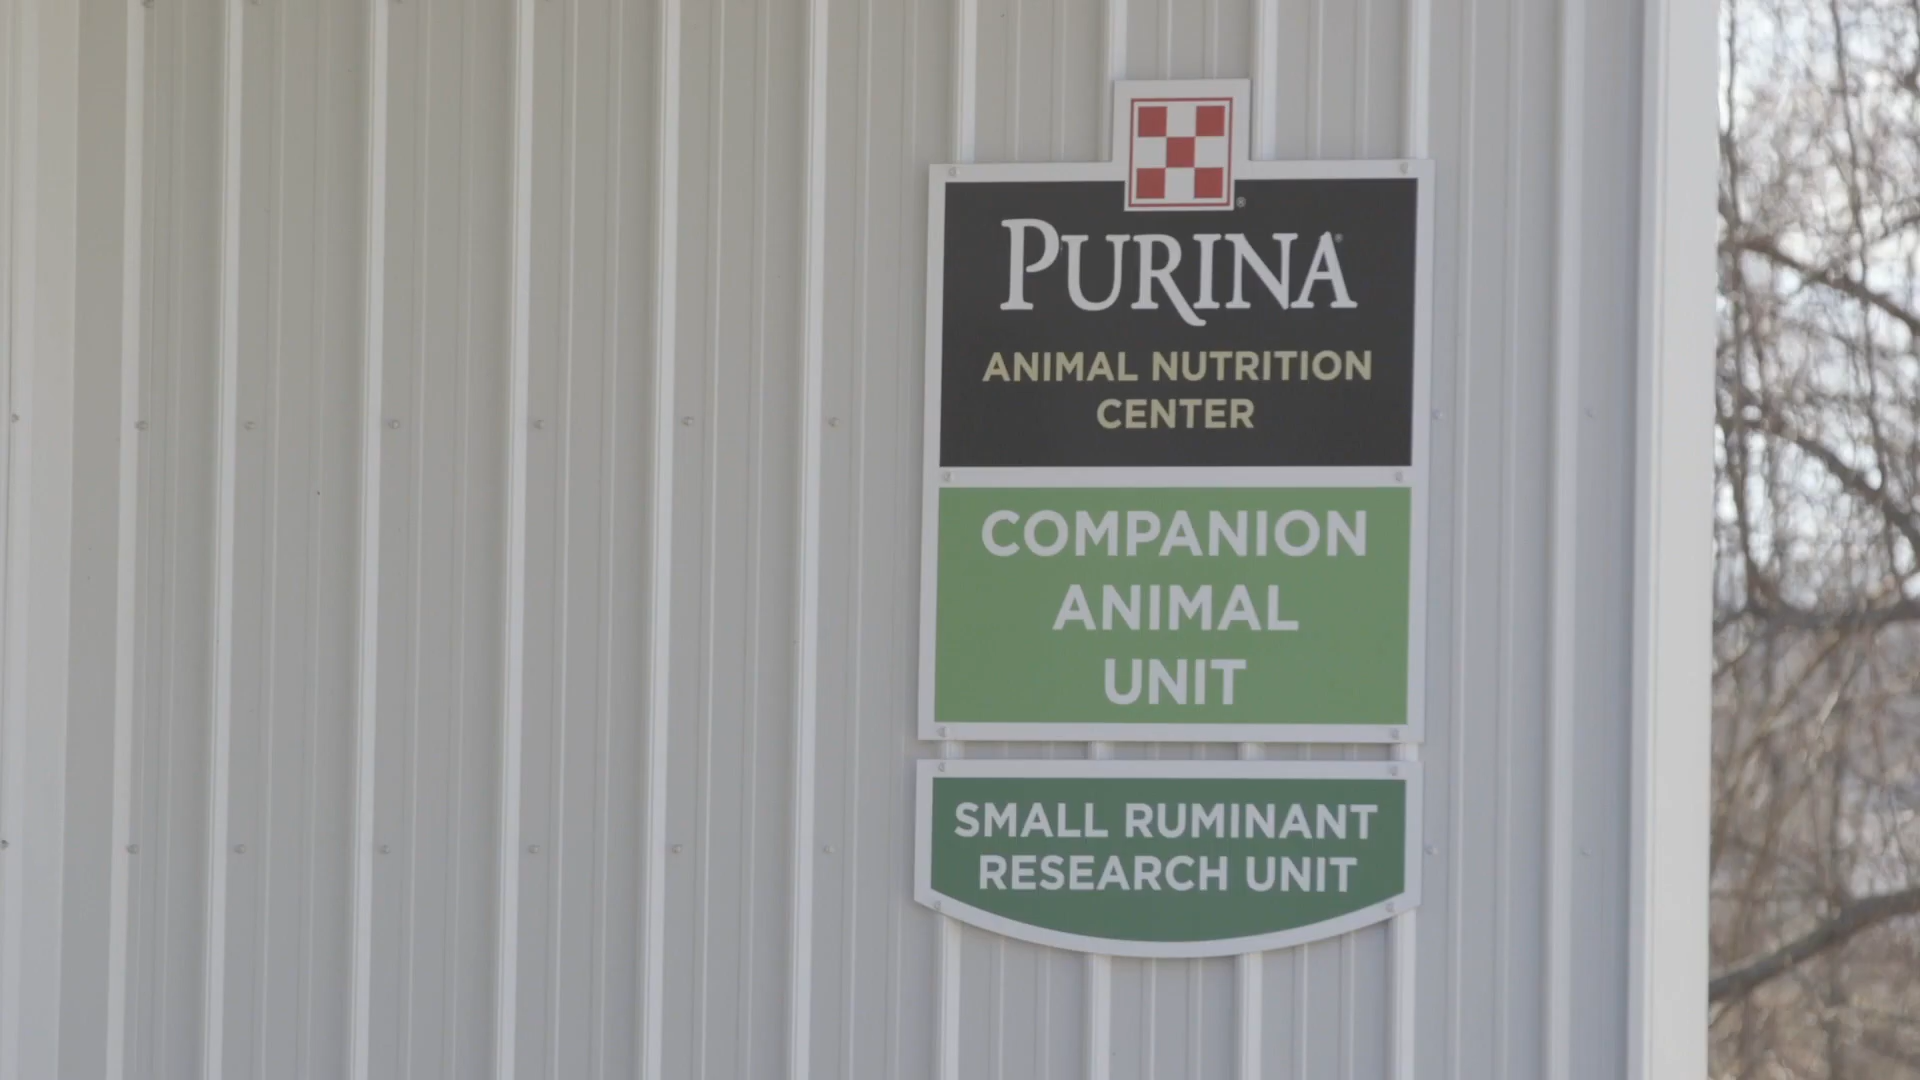 PURINA®
ANIMAL NUTRITION
CENTER
COMPANION
ANIMAL
UNIT
SMALL RUMINANT
RESEARCH UNIT